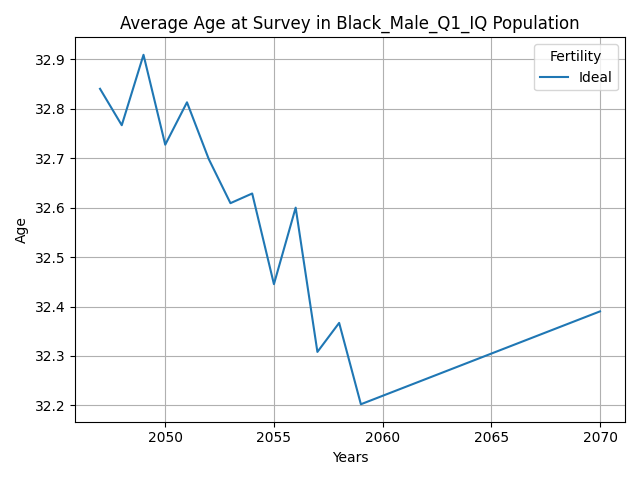 Average Age at Survey in Black_Male_Q1_IQ Population
Fertility
Ideal
32.9
32.8
32.7
32.6
32.5
32.4
32.3
32.2
Age
2050 2055 2060 2065 2070
Years